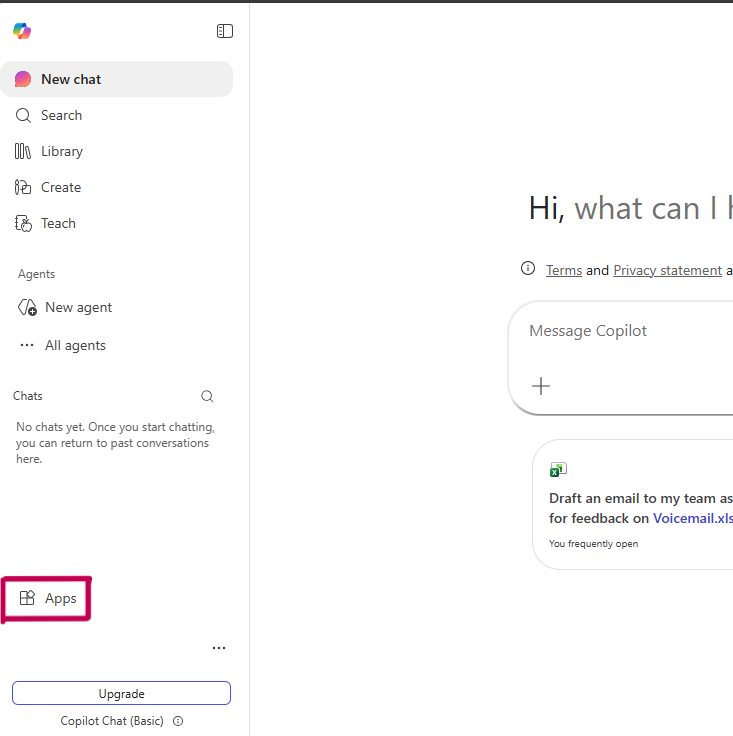 New chat
Search
Library
Create
Teach
Agents
New agent
All agents
Chats
No chats yet. Once you start chatting,
you can return to past conversations
here.
Apps
Upgrade
Copilot Chat (Basic)
Hi, what can I
Terms and Privacy statement a
Message Copilot
Draft an email to my team as
for feedback on Voicemail.xls
You frequently open